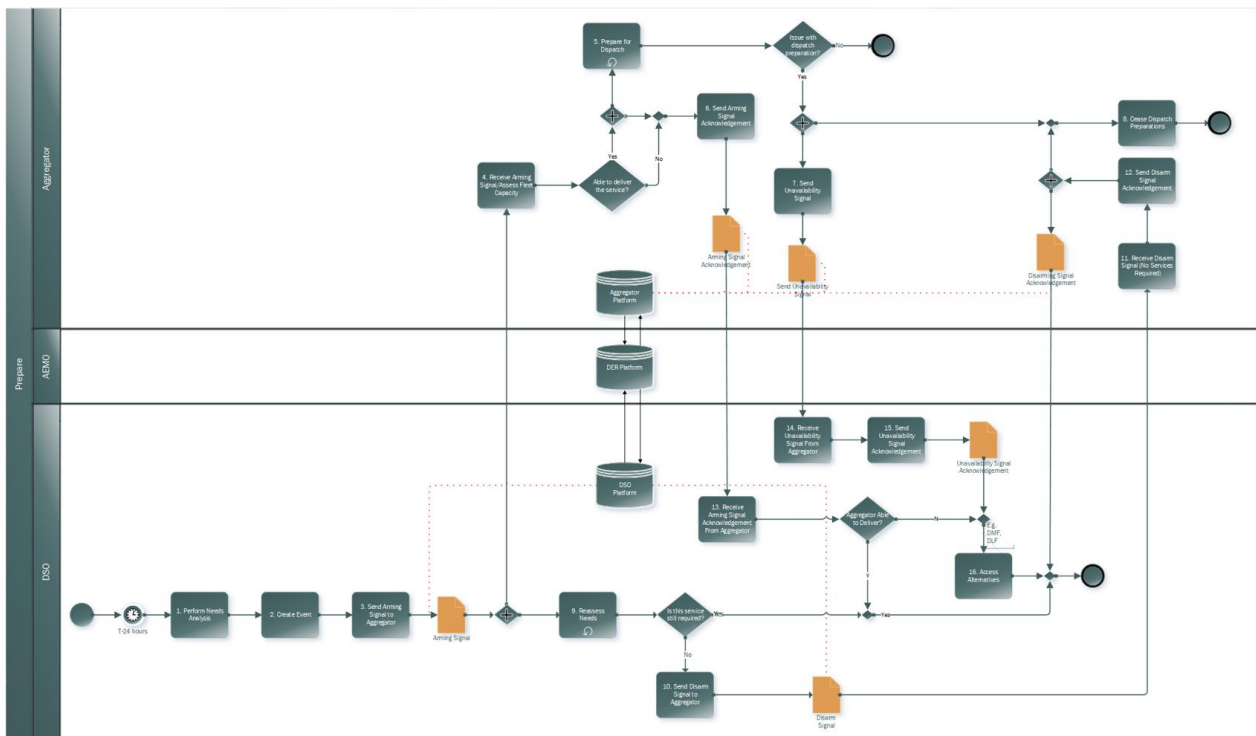 Prepare
Aggregator
AEMO
DSO
5. Prepare for
Dispatch
Issue with
dispatch
preparation?
No
Yes
6. Send Arming
Signal
Acknowledgement
8. Cease Dispatch
Preparations
4. Receive Arming
Signal/Assess Fleet
Capacity
Able to deliver
the service?
Yes
No
7. Send
Unavailability
Signal
12. Send Disarm
Signal
Acknowledgement
Arming Signal
Acknowledgement
Send Unavailability
Signal
Disarming Signal
Acknowledgement
11. Receive Disarm
Signal (No Services
Required)
Aggregator
Platform
DER Platform
DSO
Platform
14. Receive
Unavailability
Signal From
Aggregator
15. Send
Unavailability
Signal
Acknowledgement
Unavailability Signal
Acknowledgement
13. Receive
Arming Signal
Acknowledgement
From Aggregator
Aggregator Able
to Deliver?
N
Y
E.g.
DMF,
DLF
16. Access
Alternatives
T-24 hours
1. Perform Needs
Analysis
2. Create Event
3. Send Arming
Signal to
Aggregator
Arming Signal
9. Reassess
Needs
Is this service
still required?
Yes
Yes
No
10. Send Disarm
Signal to
Aggregator
Disarm
Signal